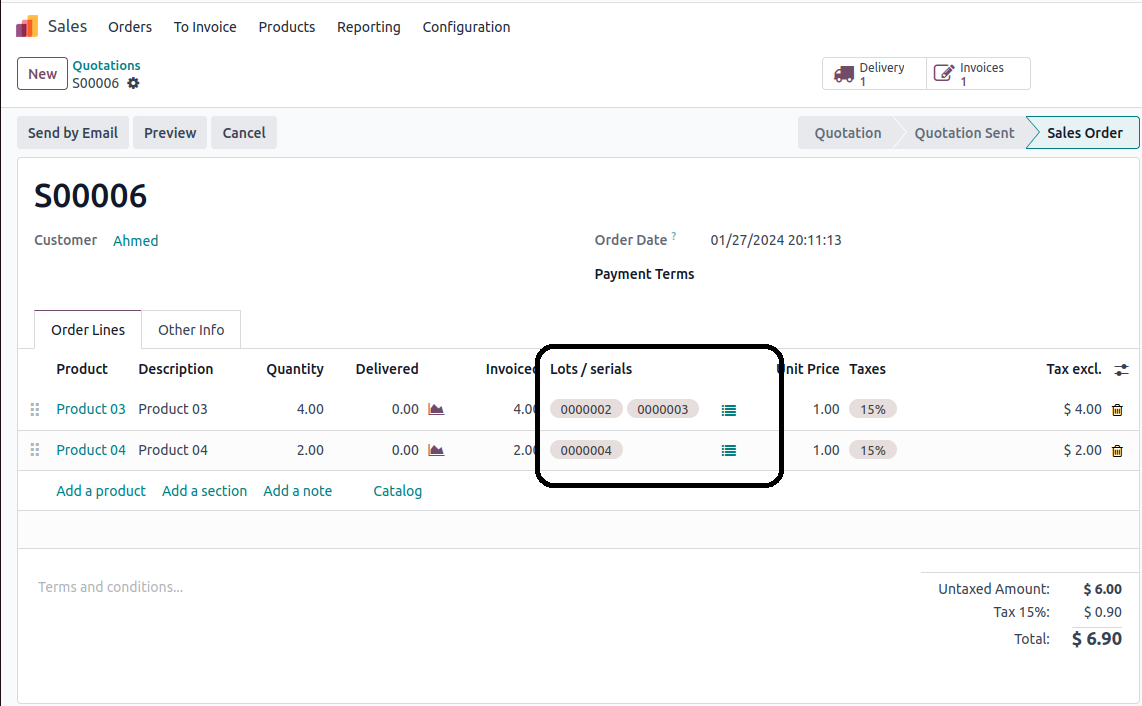 Sales Orders To Invoice Products Reporting Configuration
New Quotations
S00006
Delivery 1 Invoices 1
Send by Email Preview Cancel Quotation Quotation Sent Sales Order
S00006
Customer Ahmed Order Date ? 01/27/2024 20:11:13
Payment Terms
Order Lines Other Info
Product Description Quantity Delivered Invoiced Lots / serials Unit Price Taxes Tax excl.
Product 03 Product 03 4.00 0.00 4.00 0000002 0000003 1.00 15% $ 4.00
Product 04 Product 04 2.00 0.00 2.00 0000004 1.00 15% $ 2.00
Add a product Add a section Add a note Catalog
Terms and conditions...
Untaxed Amount: $ 6.00
Tax 15%: $ 0.90
Total: $ 6.90